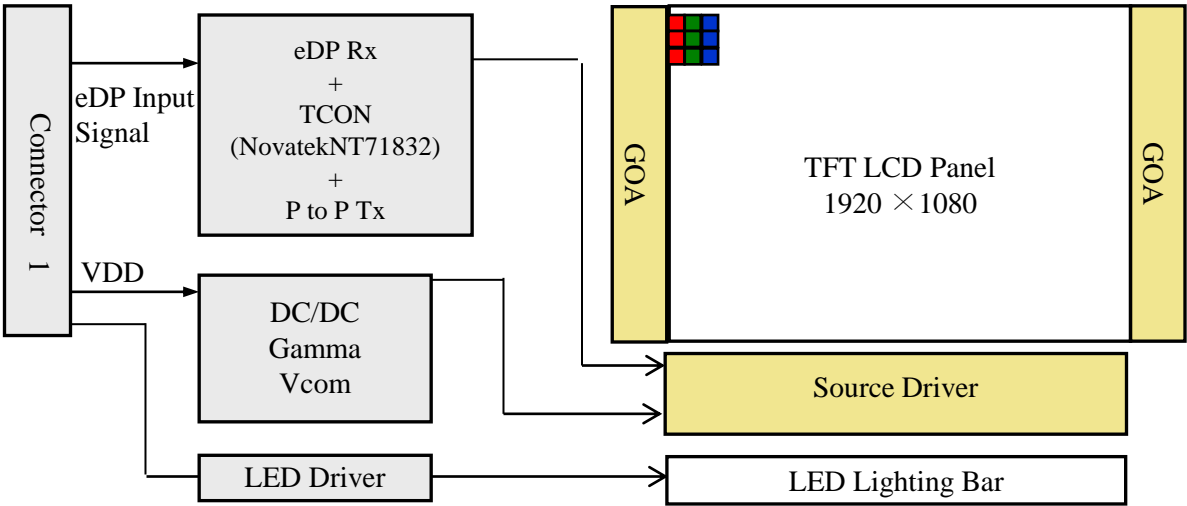 Connector 1
eDP Input
Signal
VDD
eDP Rx
+
TCON
(NovatekNT71832)
+
P to P Tx
DC/DC
Gamma
Vcom
LED Driver
GOA
TFT LCD Panel
1920 ×1080
GOA
Source Driver
LED Lighting Bar